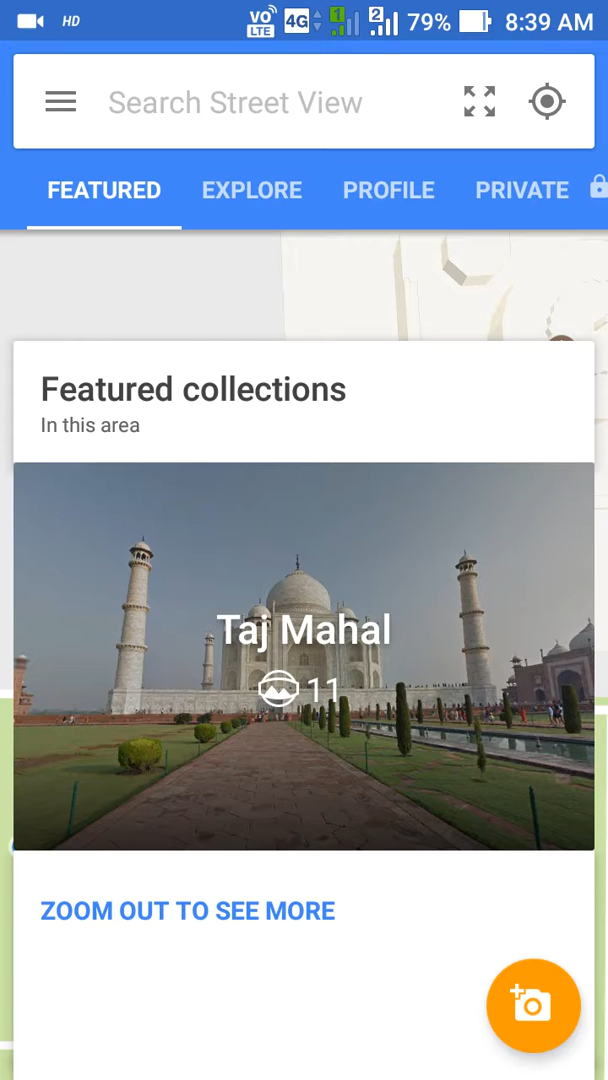 HD VO LTE 4G 1 2 79% 8:39 AM
Search Street View
FEATURED EXPLORE PROFILE PRIVATE
Featured collections
In this area
Taj Mahal
11
ZOOM OUT TO SEE MORE